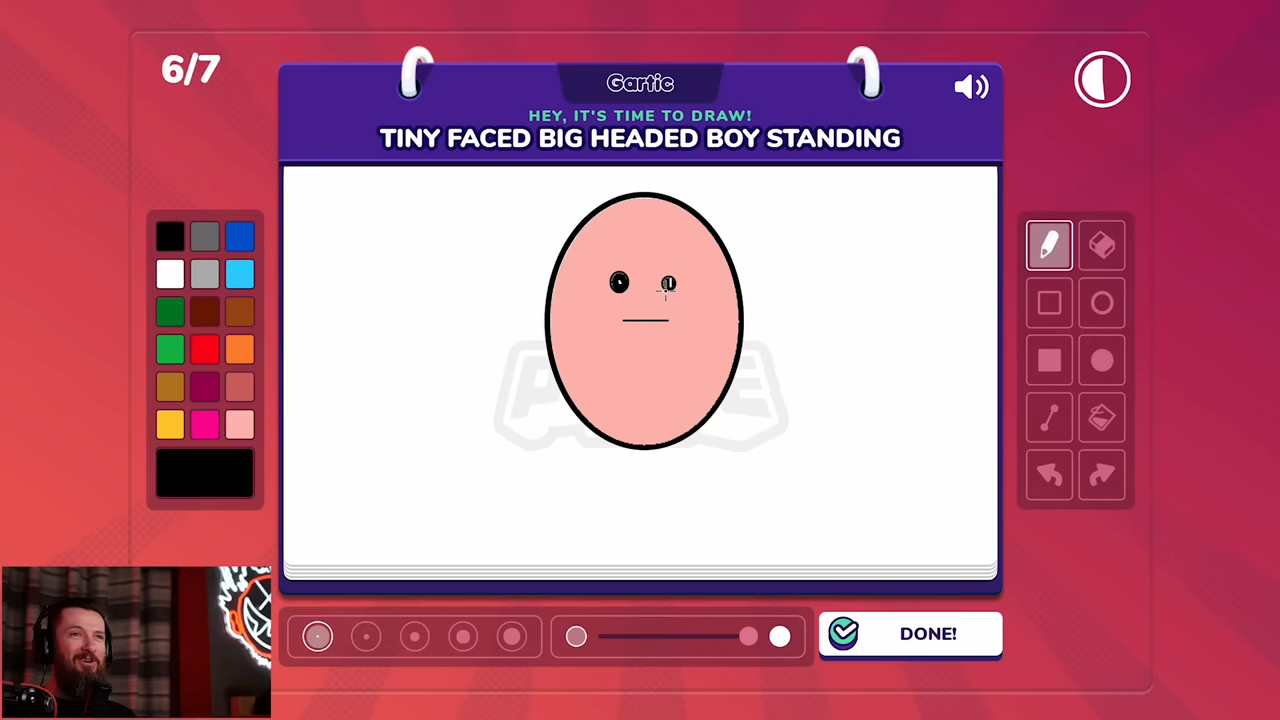 6/7
Gartic
HEY, IT'S TIME TO DRAW!
TINY FACED BIG HEADED BOY STANDING
DONE!